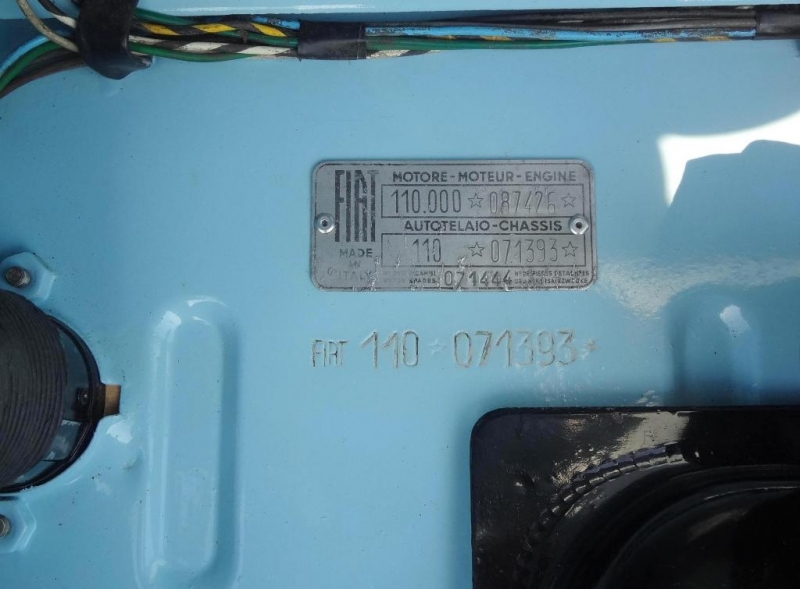 FIAT
MOTORE-MOTEUR-ENGINE
110.000 ☆ 087426 ☆
AUTOTELAIO-CHASSIS
110 ☆ 071393 ☆
MADE
IN
ITALY
071444
FIAT 110 ☆ 071393 ☆